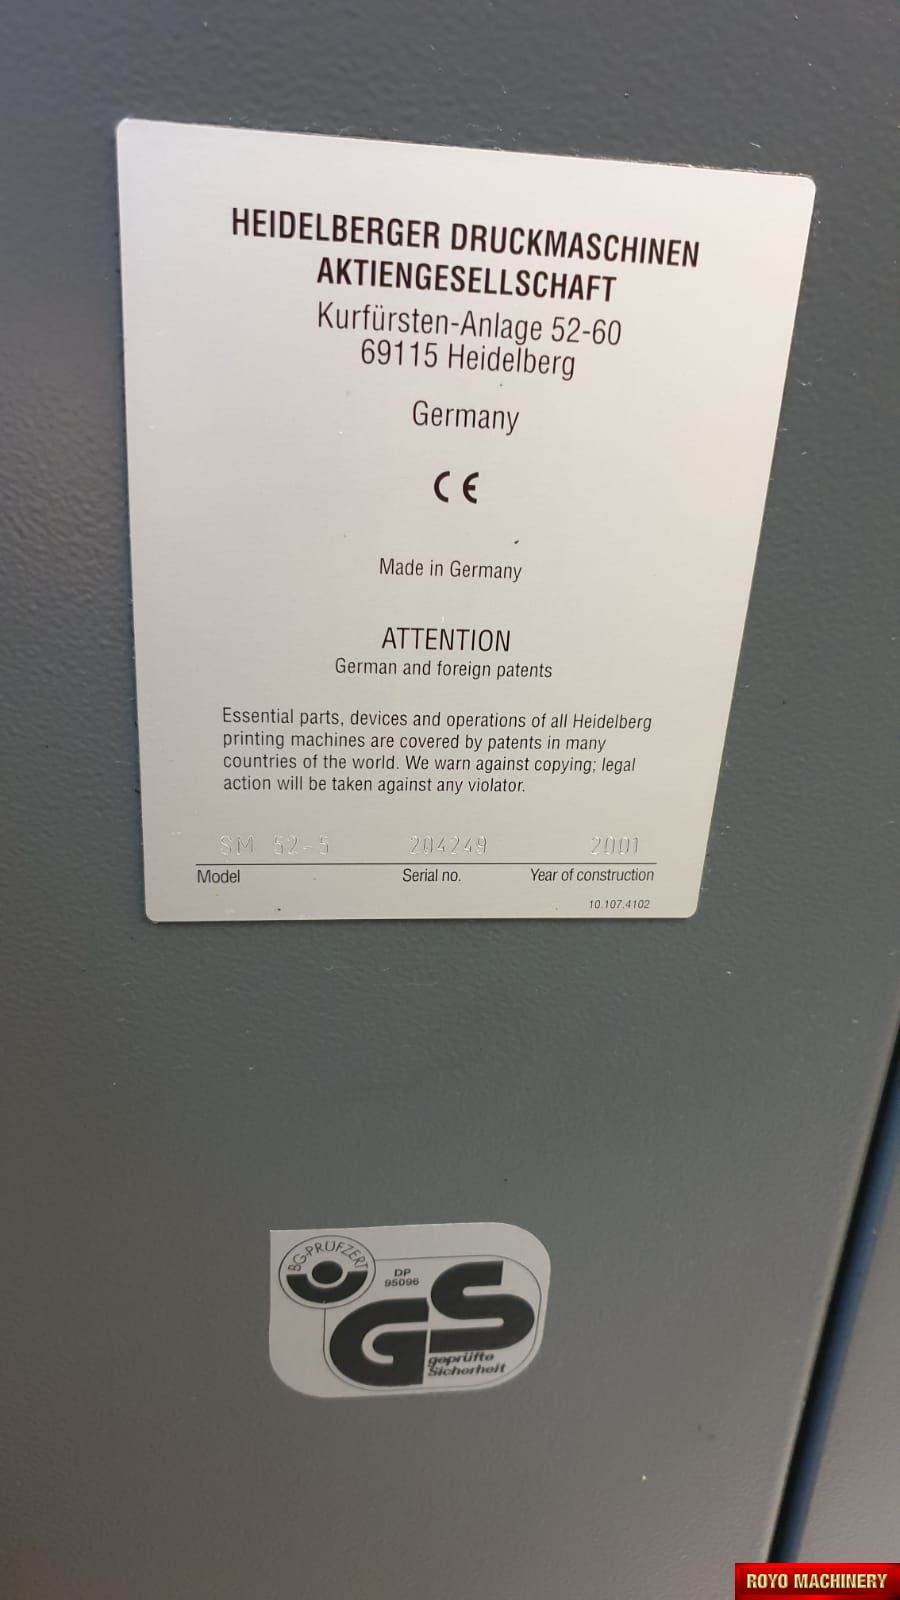 HEIDELBERGER DRUCKMASCHINEN
AKTIENGESELLSCHAFT
Kurfürsten-Anlage 52-60
69115 Heidelberg
Germany
CE
Made in Germany
ATTENTION
German and foreign patents
Essential parts, devices and operations of all Heidelberg
printing machines are covered by patents in many
countries of the world. We warn against copying; legal
action will be taken against any violator.
SM 52-5 204249 2001
Model Serial no. Year of construction
10.107.4102
BG-PRÜFZERT
DP
95096
GS
geprüfte
Sicherheit
ROYO MACHINERY